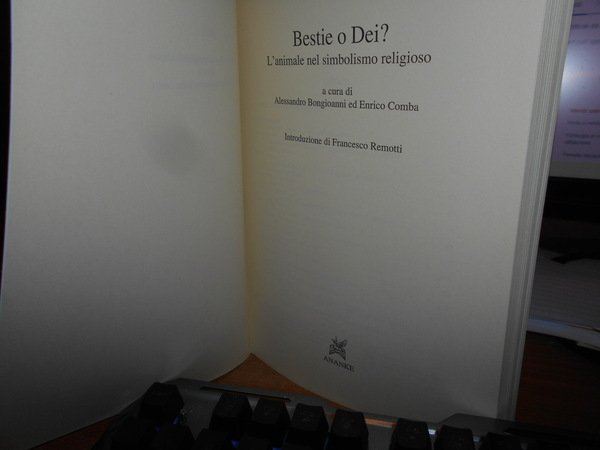 Bestie o Dei?
L'animale nel simbolismo religioso
a cura di
Alessandro Bongioanni ed Enrico Comba
Introduzione di Francesco Remotti
ANANKE